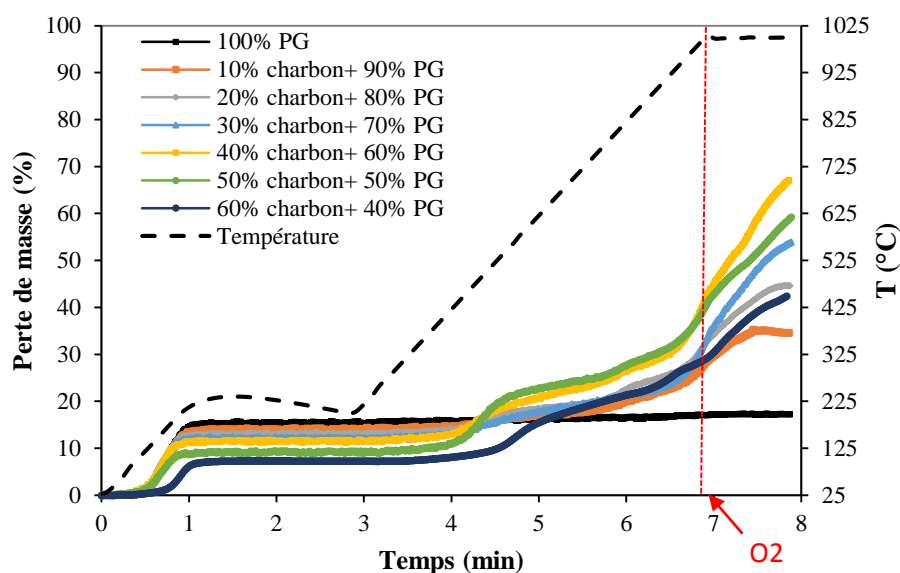 100% PG
10% charbon+ 90% PG
20% charbon+ 80% PG
30% charbon+ 70% PG
40% charbon+ 60% PG
50% charbon+ 50% PG
60% charbon+ 40% PG
Température
Perte de masse (%)
100
90
80
70
60
50
40
30
20
10
0
T (°C)
1025
925
825
725
625
525
425
325
225
125
25
0 1 2 3 4 5 6 7 8
Temps (min)
O2